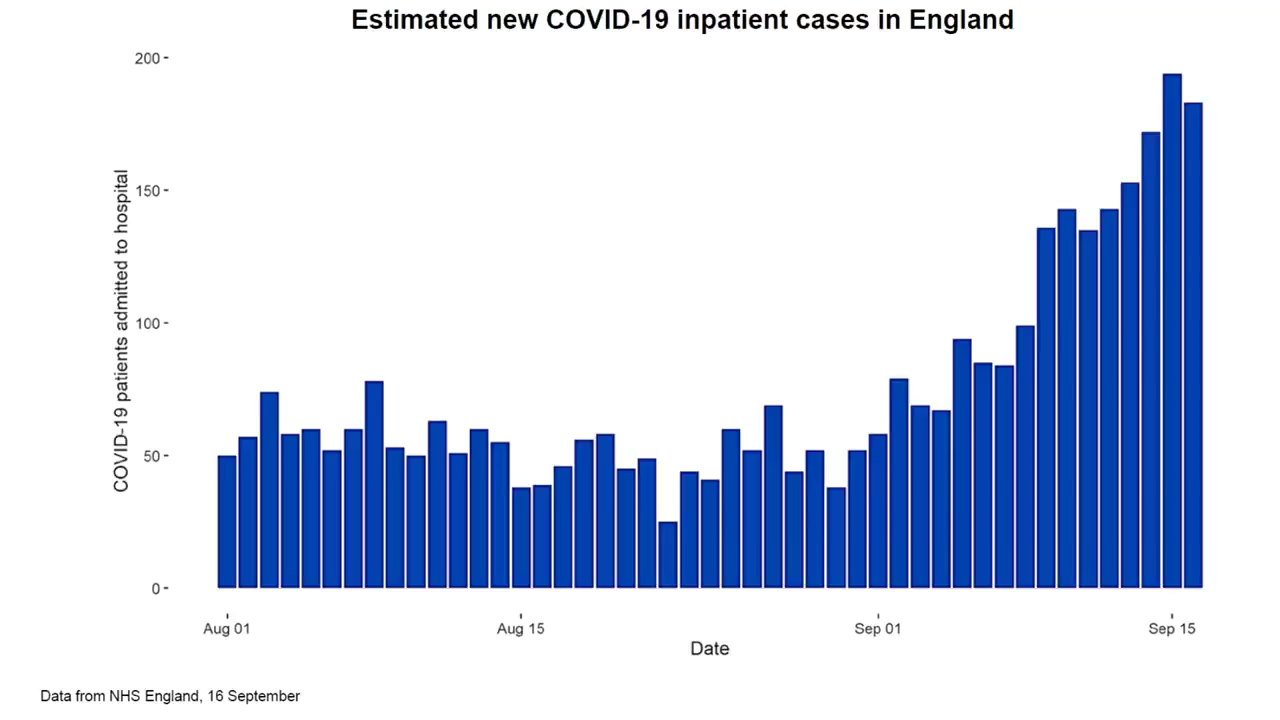 Estimated new COVID-19 inpatient cases in England
200
150
100
50
0
COVID-19 patients admitted to hospital
Aug 01
Aug 15
Sep 01
Sep 15
Date
Data from NHS England, 16 September